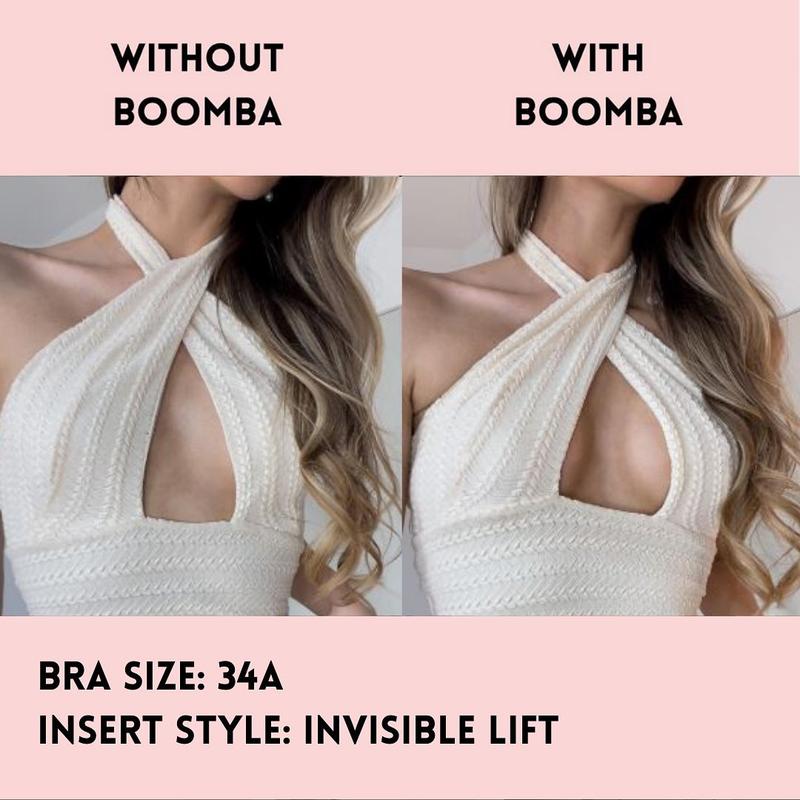 WITHOUT
BOOMBA
WITH
BOOMBA
BRA SIZE: 34A
INSERT STYLE: INVISIBLE LIFT